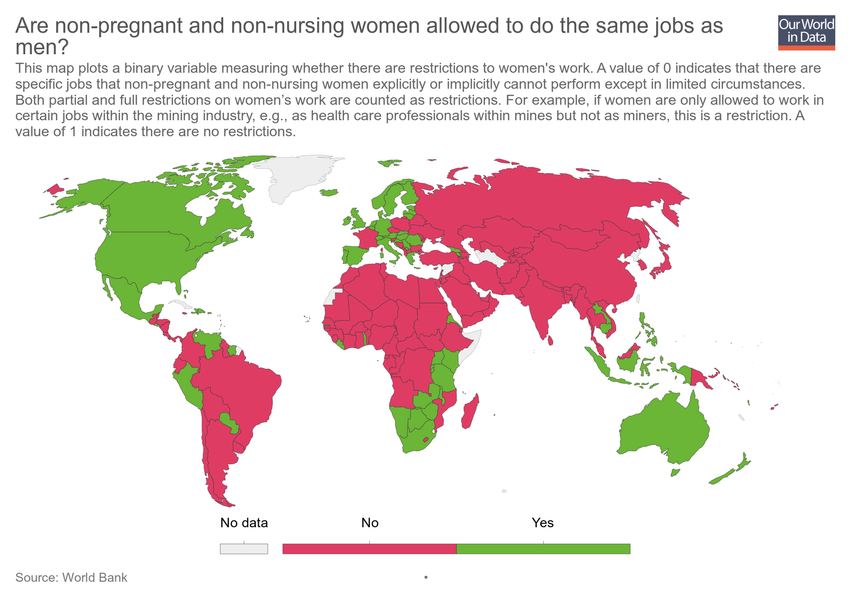 Are non-pregnant and non-nursing women allowed to do the same jobs as
men?
Our World
in Data
This map plots a binary variable measuring whether there are restrictions to women's work. A value of 0 indicates that there are
specific jobs that non-pregnant and non-nursing women explicitly or implicitly cannot perform except in limited circumstances.
Both partial and full restrictions on women’s work are counted as restrictions. For example, if women are only allowed to work in
certain jobs within the mining industry, e.g., as health care professionals within mines but not as miners, this is a restriction. A
value of 1 indicates there are no restrictions.
No data
No
Yes
Source: World Bank
•